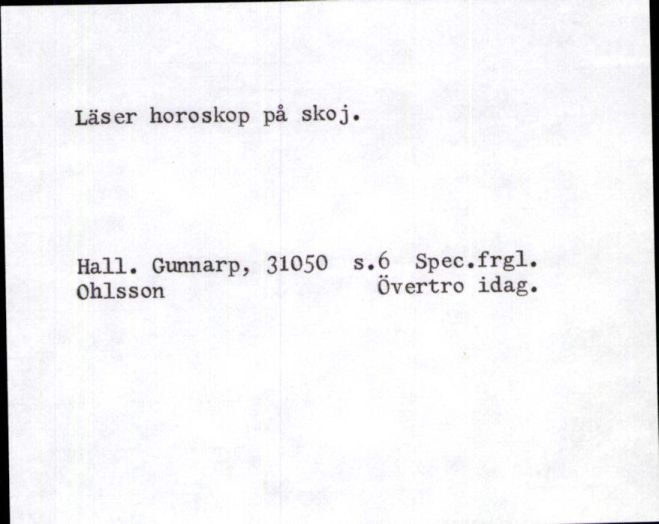 Läser horoskop på skoj.
Hall. Gunnarp, 31050 s.6 Spec.frgl.
Ohlsson Övertro idag.